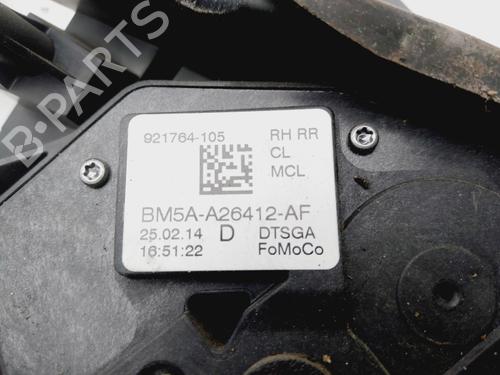 B-PARTS
921764-105 RH RR
CL
MCL
BM5A-A26412-AF
25.02.14 D DTSGA
16:51:22 FoMoCo